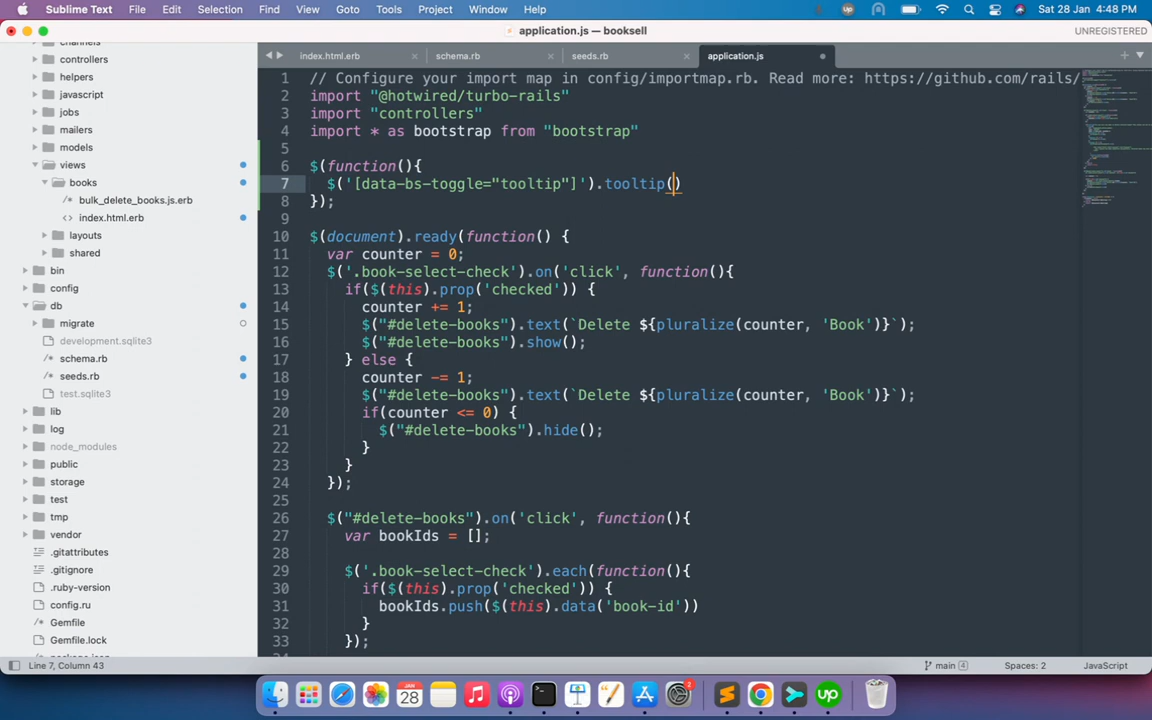 Sublime Text File Edit Selection Find View Goto Tools Project Window Help Sat 28 Jan 4:48 PM
application.js — booksell UNREGISTERED
index.html.erb schema.rb seeds.rb application.js
channels
controllers
helpers
javascript
jobs
mailers
models
views
books
bulk_delete_books.js.erb
index.html.erb
layouts
shared
bin
config
db
migrate
development.sqlite3
schema.rb
seeds.rb
test.sqlite3
lib
log
node_modules
public
storage
test
tmp
vendor
.gitattributes
.gitignore
.ruby-version
config.ru
Gemfile
Gemfile.lock
1 // Configure your import map in config/importmap.rb. Read more: https://github.com/rails/
2 import "@hotwired/turbo-rails"
3 import "controllers"
4 import * as bootstrap from "bootstrap"
5
6 $(function(){
7 $('[data-bs-toggle="tooltip"]').tooltip()
8 });
9
10 $(document).ready(function() {
11 var counter = 0;
12 $('.book-select-check').on('click', function(){
13 if($(this).prop('checked')) {
14 counter += 1;
15 $("#delete-books").text(`Delete ${pluralize(counter, 'Book')}`);
16 $("#delete-books").show();
17 } else {
18 counter -= 1;
19 $("#delete-books").text(`Delete ${pluralize(counter, 'Book')}`);
20 if(counter <= 0) {
21 $("#delete-books").hide();
22 }
23 }
24 });
25
26 $("#delete-books").on('click', function(){
27 var bookIds = [];
28
29 $('.book-select-check').each(function(){
30 if($(this).prop('checked')) {
31 bookIds.push($(this).data('book-id'))
32 }
33 });
Line 7, Column 43 main 4 Spaces: 2 JavaScript
JAN
28
2
up